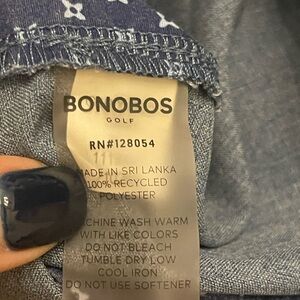 BONOBOS
GOLF
RN#128054
ADE IN SRI LANKA
100% RECYCLED
POLYESTER
CHINE WASH WARM
WITH LIKE COLORS
DO NOT BLEACH
TUMBLE DRY LOW
COOL IRON
DO NOT USE SOFTENER